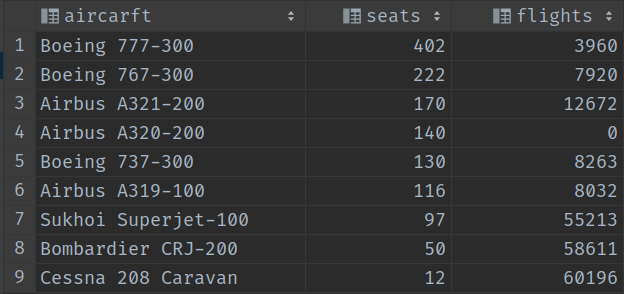 aircarft seats flights
1 Boeing 777-300 402 3960
2 Boeing 767-300 222 7920
3 Airbus A321-200 170 12672
4 Airbus A320-200 140 0
5 Boeing 737-300 130 8263
6 Airbus A319-100 116 8032
7 Sukhoi Superjet-100 97 55213
8 Bombardier CRJ-200 50 58611
9 Cessna 208 Caravan 12 60196